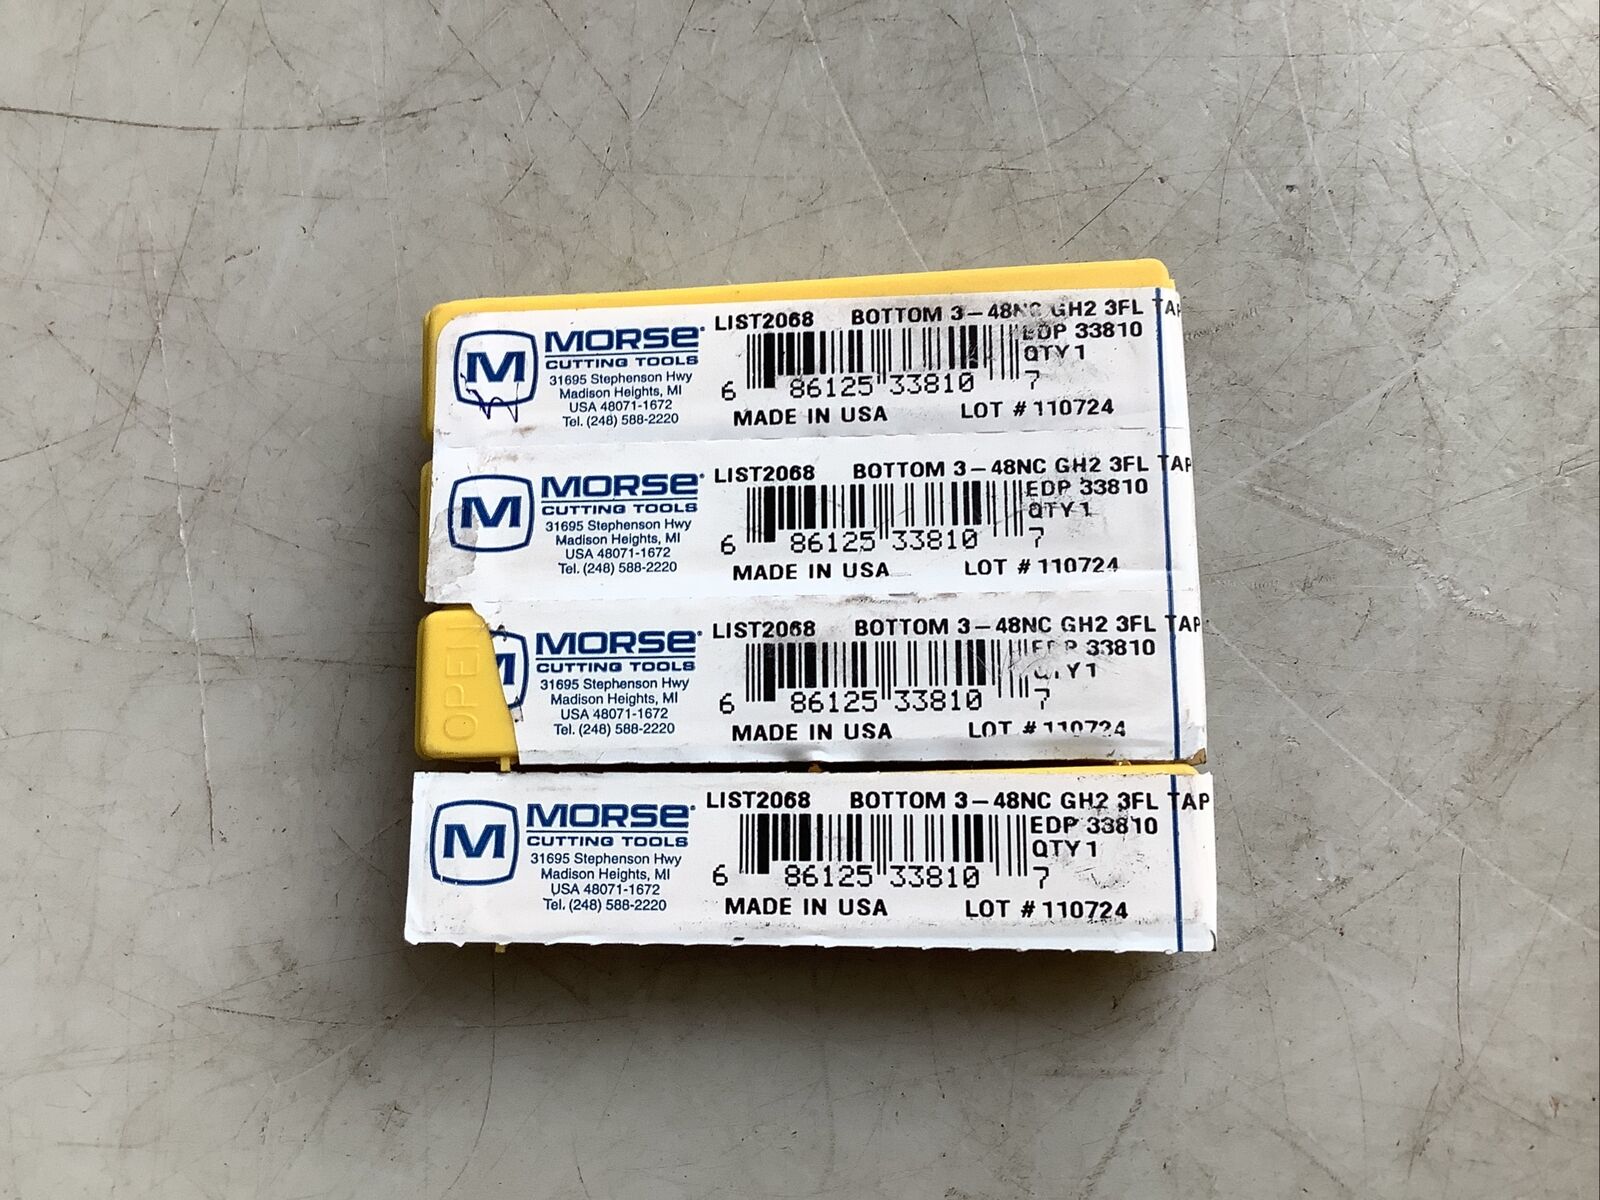 M MORSE CUTTING TOOLS
31695 Stephenson Hwy
Madison Heights, MI
USA 48071-1672
Tel. (248) 588-2220
LIST2068 BOTTOM 3-48NC GH2 3FL TAP
EDP 33810
QTY 1
6 86125 33810 7
MADE IN USA LOT # 110724
M MORSE CUTTING TOOLS
31695 Stephenson Hwy
Madison Heights, MI
USA 48071-1672
Tel. (248) 588-2220
LIST2068 BOTTOM 3-48NC GH2 3FL TAP
EDP 33810
QTY 1
6 86125 33810 7
MADE IN USA LOT # 110724
OPEN
M MORSE CUTTING TOOLS
31695 Stephenson Hwy
Madison Heights, MI
USA 48071-1672
Tel. (248) 588-2220
LIST2068 BOTTOM 3-48NC GH2 3FL TAP
EDP 33810
QTY 1
6 86125 33810 7
MADE IN USA LOT # 110724
M MORSE CUTTING TOOLS
31695 Stephenson Hwy
Madison Heights, MI
USA 48071-1672
Tel. (248) 588-2220
LIST2068 BOTTOM 3-48NC GH2 3FL TAP
EDP 33810
QTY 1
6 86125 33810 7
MADE IN USA LOT # 110724